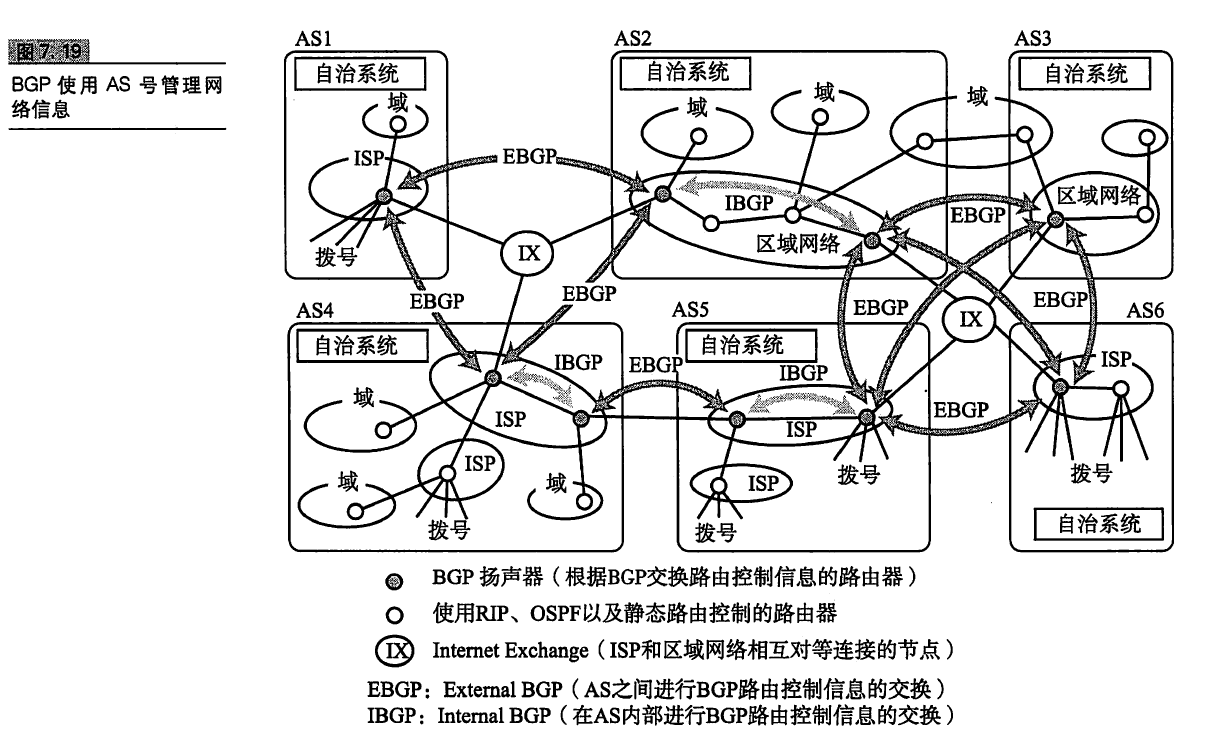 图7.19
BGP 使用 AS 号管理网
络信息
AS1
自治系统
域
ISP
拨号
EBGP
IX
EBGP
EBGP
AS2
自治系统
域
域
域
IBGP
区域网络
EBGP
AS3
自治系统
区域网络
EBGP
EBGP
IX
AS4
自治系统
IBGP
ISP
域
ISP
域
域
拨号
EBGP
AS5
自治系统
IBGP
ISP
ISP
拨号
拨号
EBGP
AS6
ISP
拨号
自治系统
BGP 扬声器（根据BGP交换路由控制信息的路由器）
使用RIP、OSPF以及静态路由控制的路由器
IX Internet Exchange（ISP和区域网络相互对等连接的节点）
EBGP：External BGP（AS之间进行BGP路由控制信息的交换）
IBGP：Internal BGP（在AS内部进行BGP路由控制信息的交换）